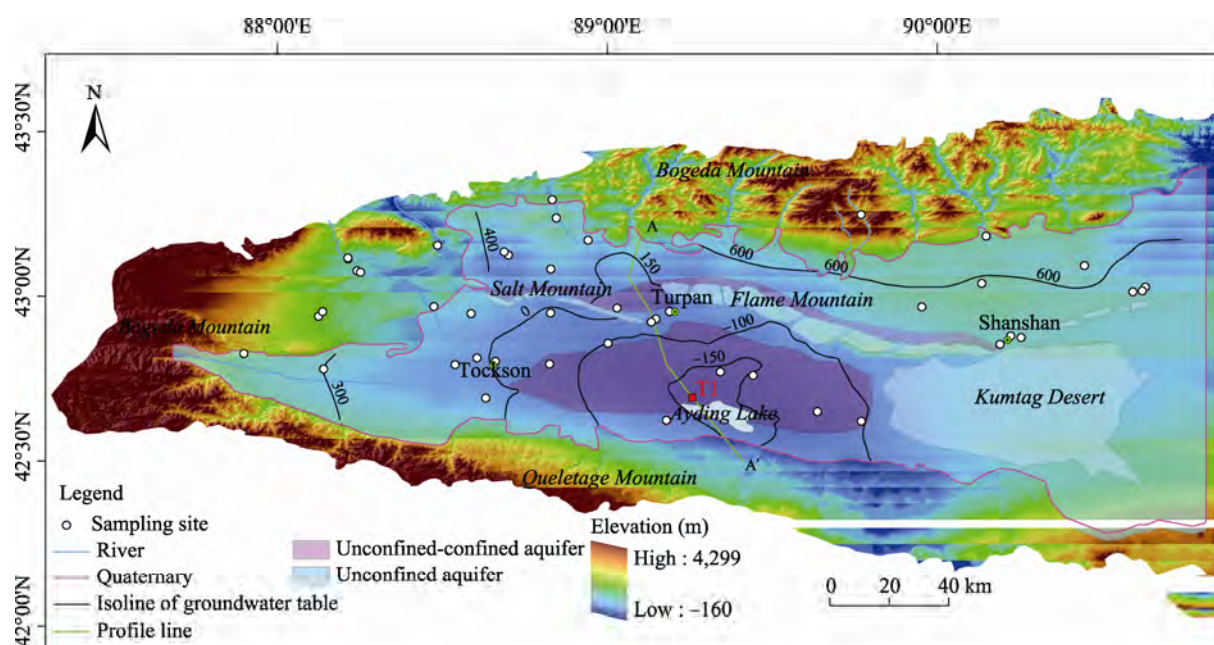 88°00'E
89°00'E
90°00'E
43°30'N
43°00'N
42°30'N
42°00'N
N
Bogeda Mountain
A
400
150
600
600
600
Salt Mountain
Turpan
Flame Mountain
0
-100
Shanshan
Bogeda Mountain
Tockson
-150
300
T1
Ayding Lake
Kumtag Desert
A'
Queletage Mountain
Legend
Sampling site
River
Quaternary
Isoline of groundwater table
Profile line
Unconfined-confined aquifer
Unconfined aquifer
Elevation (m)
High : 4,299
Low : −160
0 20 40 km